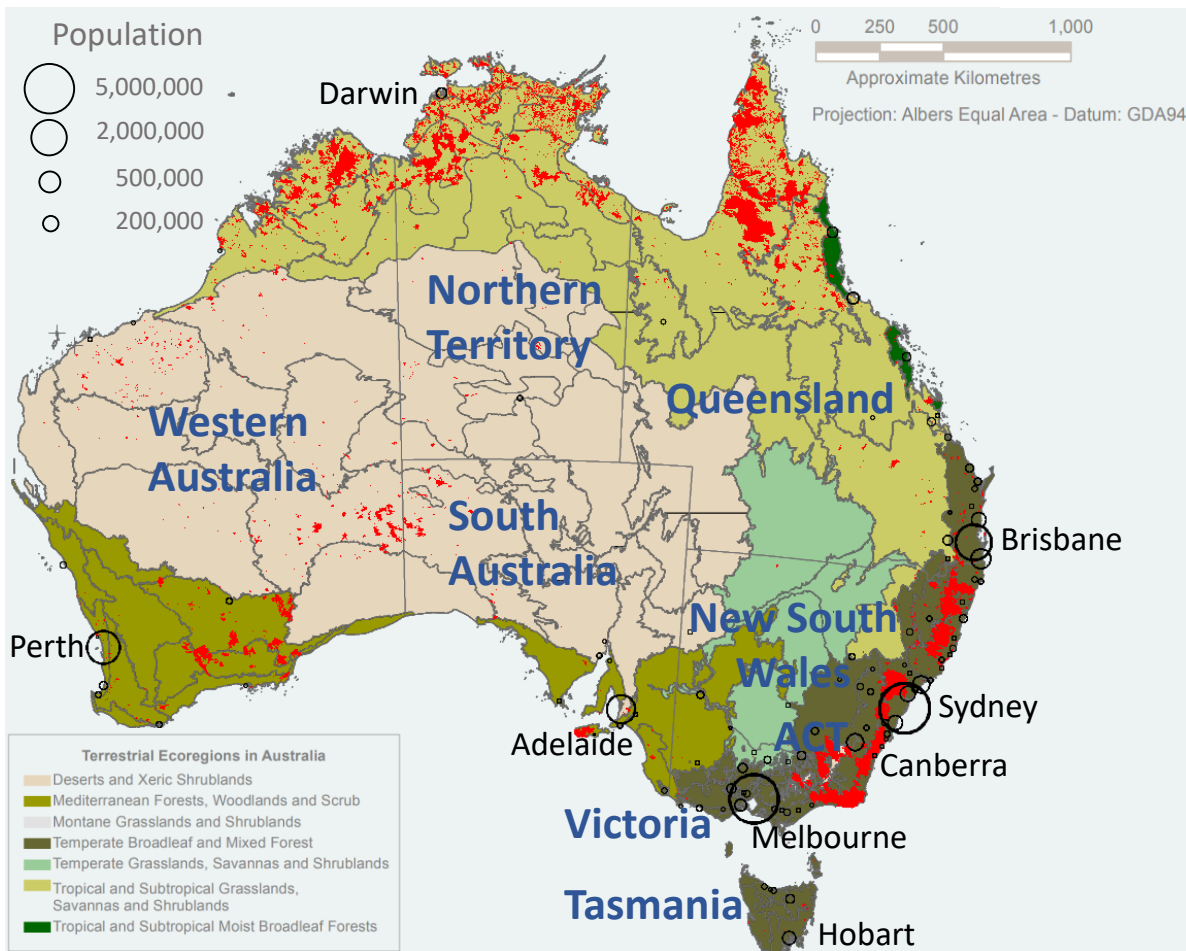 Population
5,000,000
2,000,000
500,000
200,000
0 250 500 1,000
Approximate Kilometres
Projection: Albers Equal Area - Datum: GDA94
Darwin
Northern
Territory
Queensland
Western
Australia
South
Australia
Brisbane
New South
Wales
Perth
Sydney
ACT
Adelaide
Canberra
Victoria
Melbourne
Tasmania
Hobart
Terrestrial Ecoregions in Australia
Deserts and Xeric Shrublands
Mediterranean Forests, Woodlands and Scrub
Montane Grasslands and Shrublands
Temperate Broadleaf and Mixed Forest
Temperate Grasslands, Savannas and Shrublands
Tropical and Subtropical Grasslands,
Savannas and Shrublands
Tropical and Subtropical Moist Broadleaf Forests